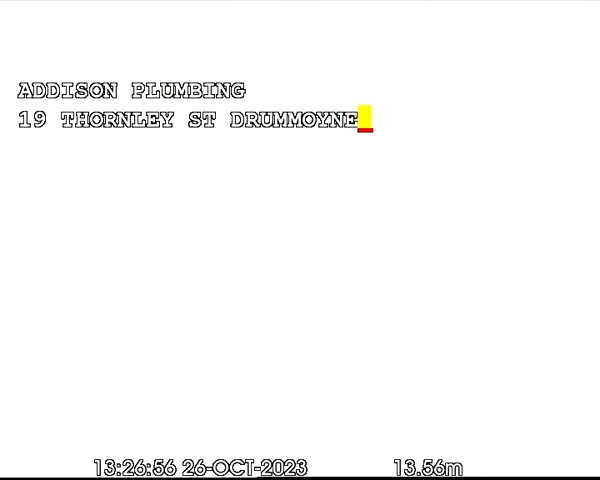 ADDISON PLUMBING
19 THORNLEY ST DRUMMOYNE
13:26:56 26-OCT-2023 13.56m